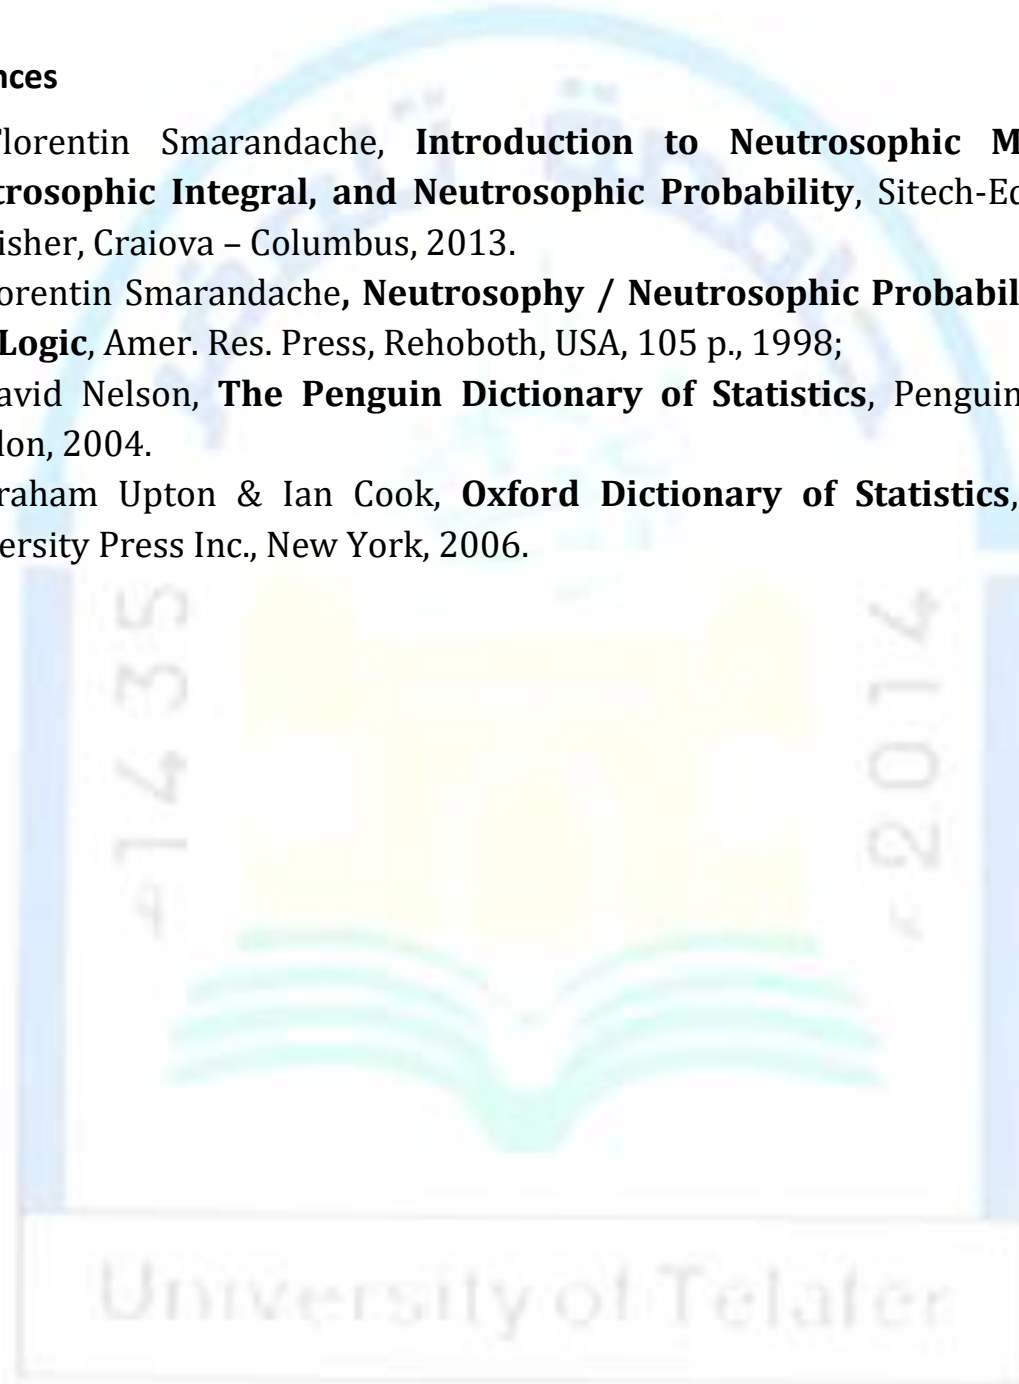 nces
Florentin Smarandache, Introduction to Neutrosophic M
trosophic Integral, and Neutrosophic Probability, Sitech-Ed
isher, Craiova – Columbus, 2013.
orentin Smarandache, Neutrosophy / Neutrosophic Probabil
Logic, Amer. Res. Press, Rehoboth, USA, 105 p., 1998;
avid Nelson, The Penguin Dictionary of Statistics, Penguin
lon, 2004.
raham Upton & Ian Cook, Oxford Dictionary of Statistics,
ersity Press Inc., New York, 2006.
1435
2014
University of Telafer